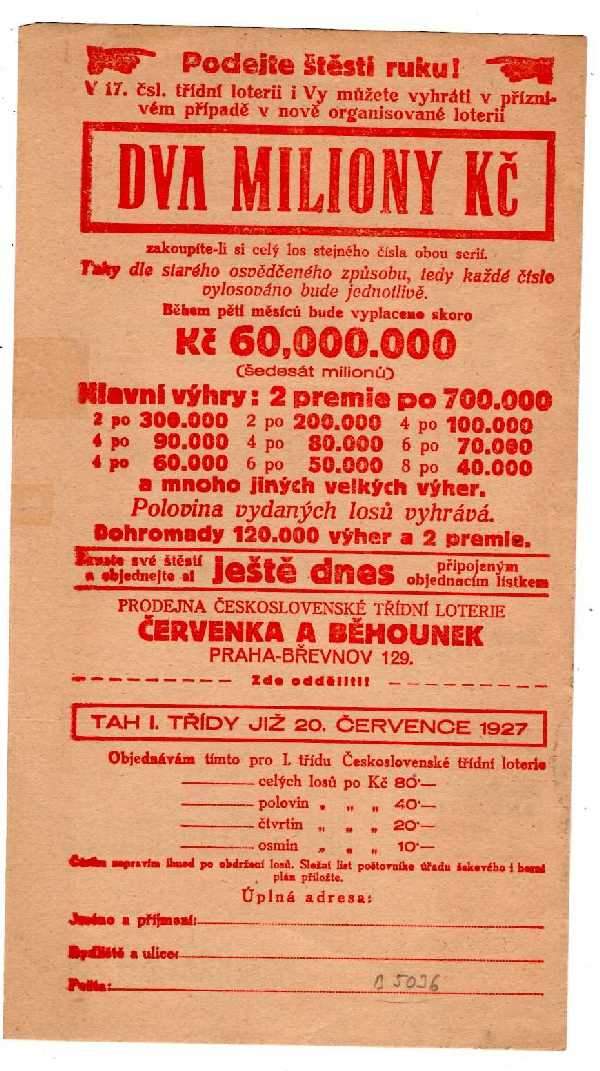 Podejte štěstí ruku!
V 17. čsl. třídní loterii i Vy můžete vyhráti v přízni-
vém případě v nově organisované loterii
DVA MILIONY KČ
zakoupíte-li si celý los stejného čísla obou serií.
Tahy dle starého osvědčeného způsobu, tedy každé číslo
vylosováno bude jednotlivě.
Během pěti měsíců bude vyplaceno skoro
Kč 60,000.000
(šedesát milionů)
Hlavní výhry: 2 premie po 700.000
2 po 300.000 2 po 200.000 4 po 100.000
4 po 90.000 4 po 80.000 6 po 70.000
4 po 60.000 6 po 50.000 8 po 40.000
a mnoho jiných velkých výher.
Polovina vydaných losů vyhrává.
Dohromady 120.000 výher a 2 premie.
Zkuste své štěstí
a objednejte si ještě dnes připojeným
objednacím lístkem
PRODEJNA ČESKOSLOVENSKÉ TŘÍDNÍ LOTERIE
ČERVENKA A BĚHOUNEK
PRAHA-BŘEVNOV 129.
Zde odděliti!
TAH I. TŘÍDY JIŽ 20. ČERVENCE 1927
Objednávám tímto pro I. třídu Československé třídní loterie
celých losů po Kč 80·—
polovin „ „ „ 40·—
čtvrtin „ „ „ 20·—
osmin „ „ „ 10·—
Částku zapravím ihned po obdržení losů. Složní list poštovního úřadu šekového i herní
plán přiložte.
Úplná adresa:
Jméno a příjmení:
Bydliště a ulice:
Pošta: 5096